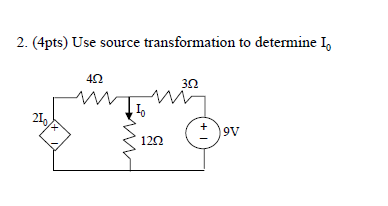 2. (4pts) Use source transformation to determine I₀
4Ω
3Ω
I₀
2I₀
+
+
9V
12Ω